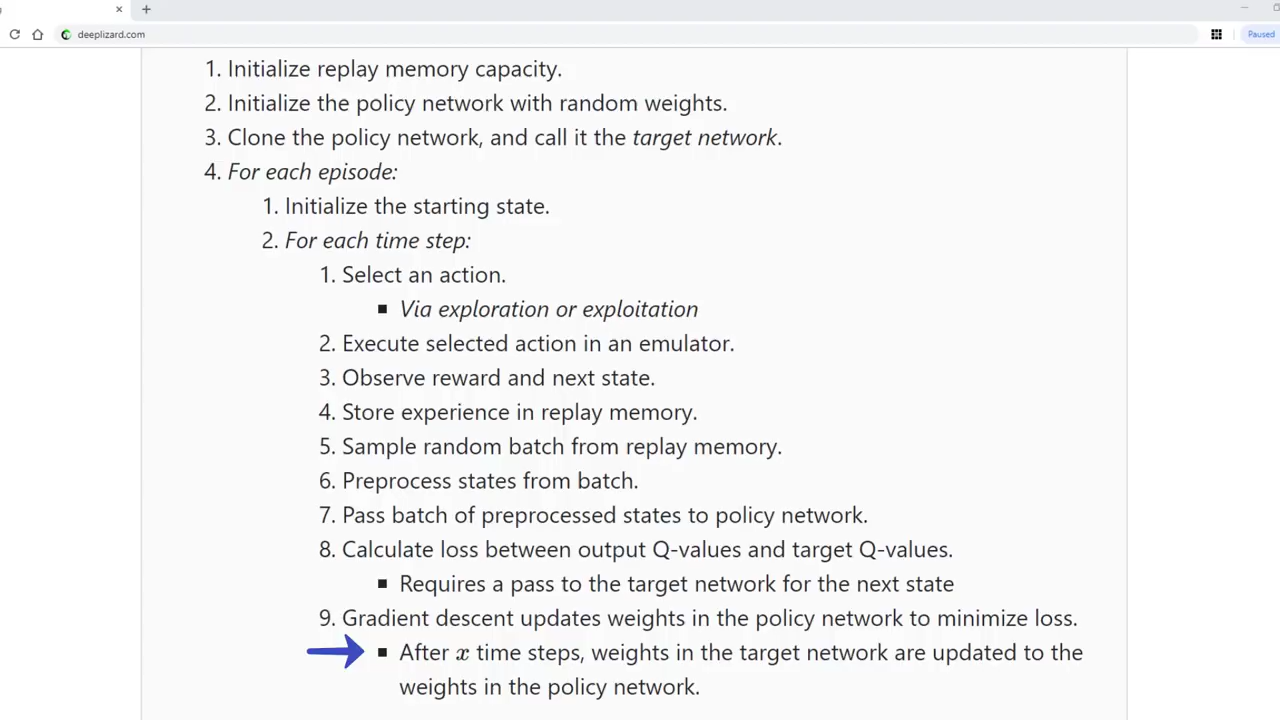 deeplizard.com
Paused
1. Initialize replay memory capacity.
2. Initialize the policy network with random weights.
3. Clone the policy network, and call it the target network.
4. For each episode:
1. Initialize the starting state.
2. For each time step:
1. Select an action.
Via exploration or exploitation
2. Execute selected action in an emulator.
3. Observe reward and next state.
4. Store experience in replay memory.
5. Sample random batch from replay memory.
6. Preprocess states from batch.
7. Pass batch of preprocessed states to policy network.
8. Calculate loss between output Q-values and target Q-values.
Requires a pass to the target network for the next state
9. Gradient descent updates weights in the policy network to minimize loss.
After x time steps, weights in the target network are updated to the
weights in the policy network.